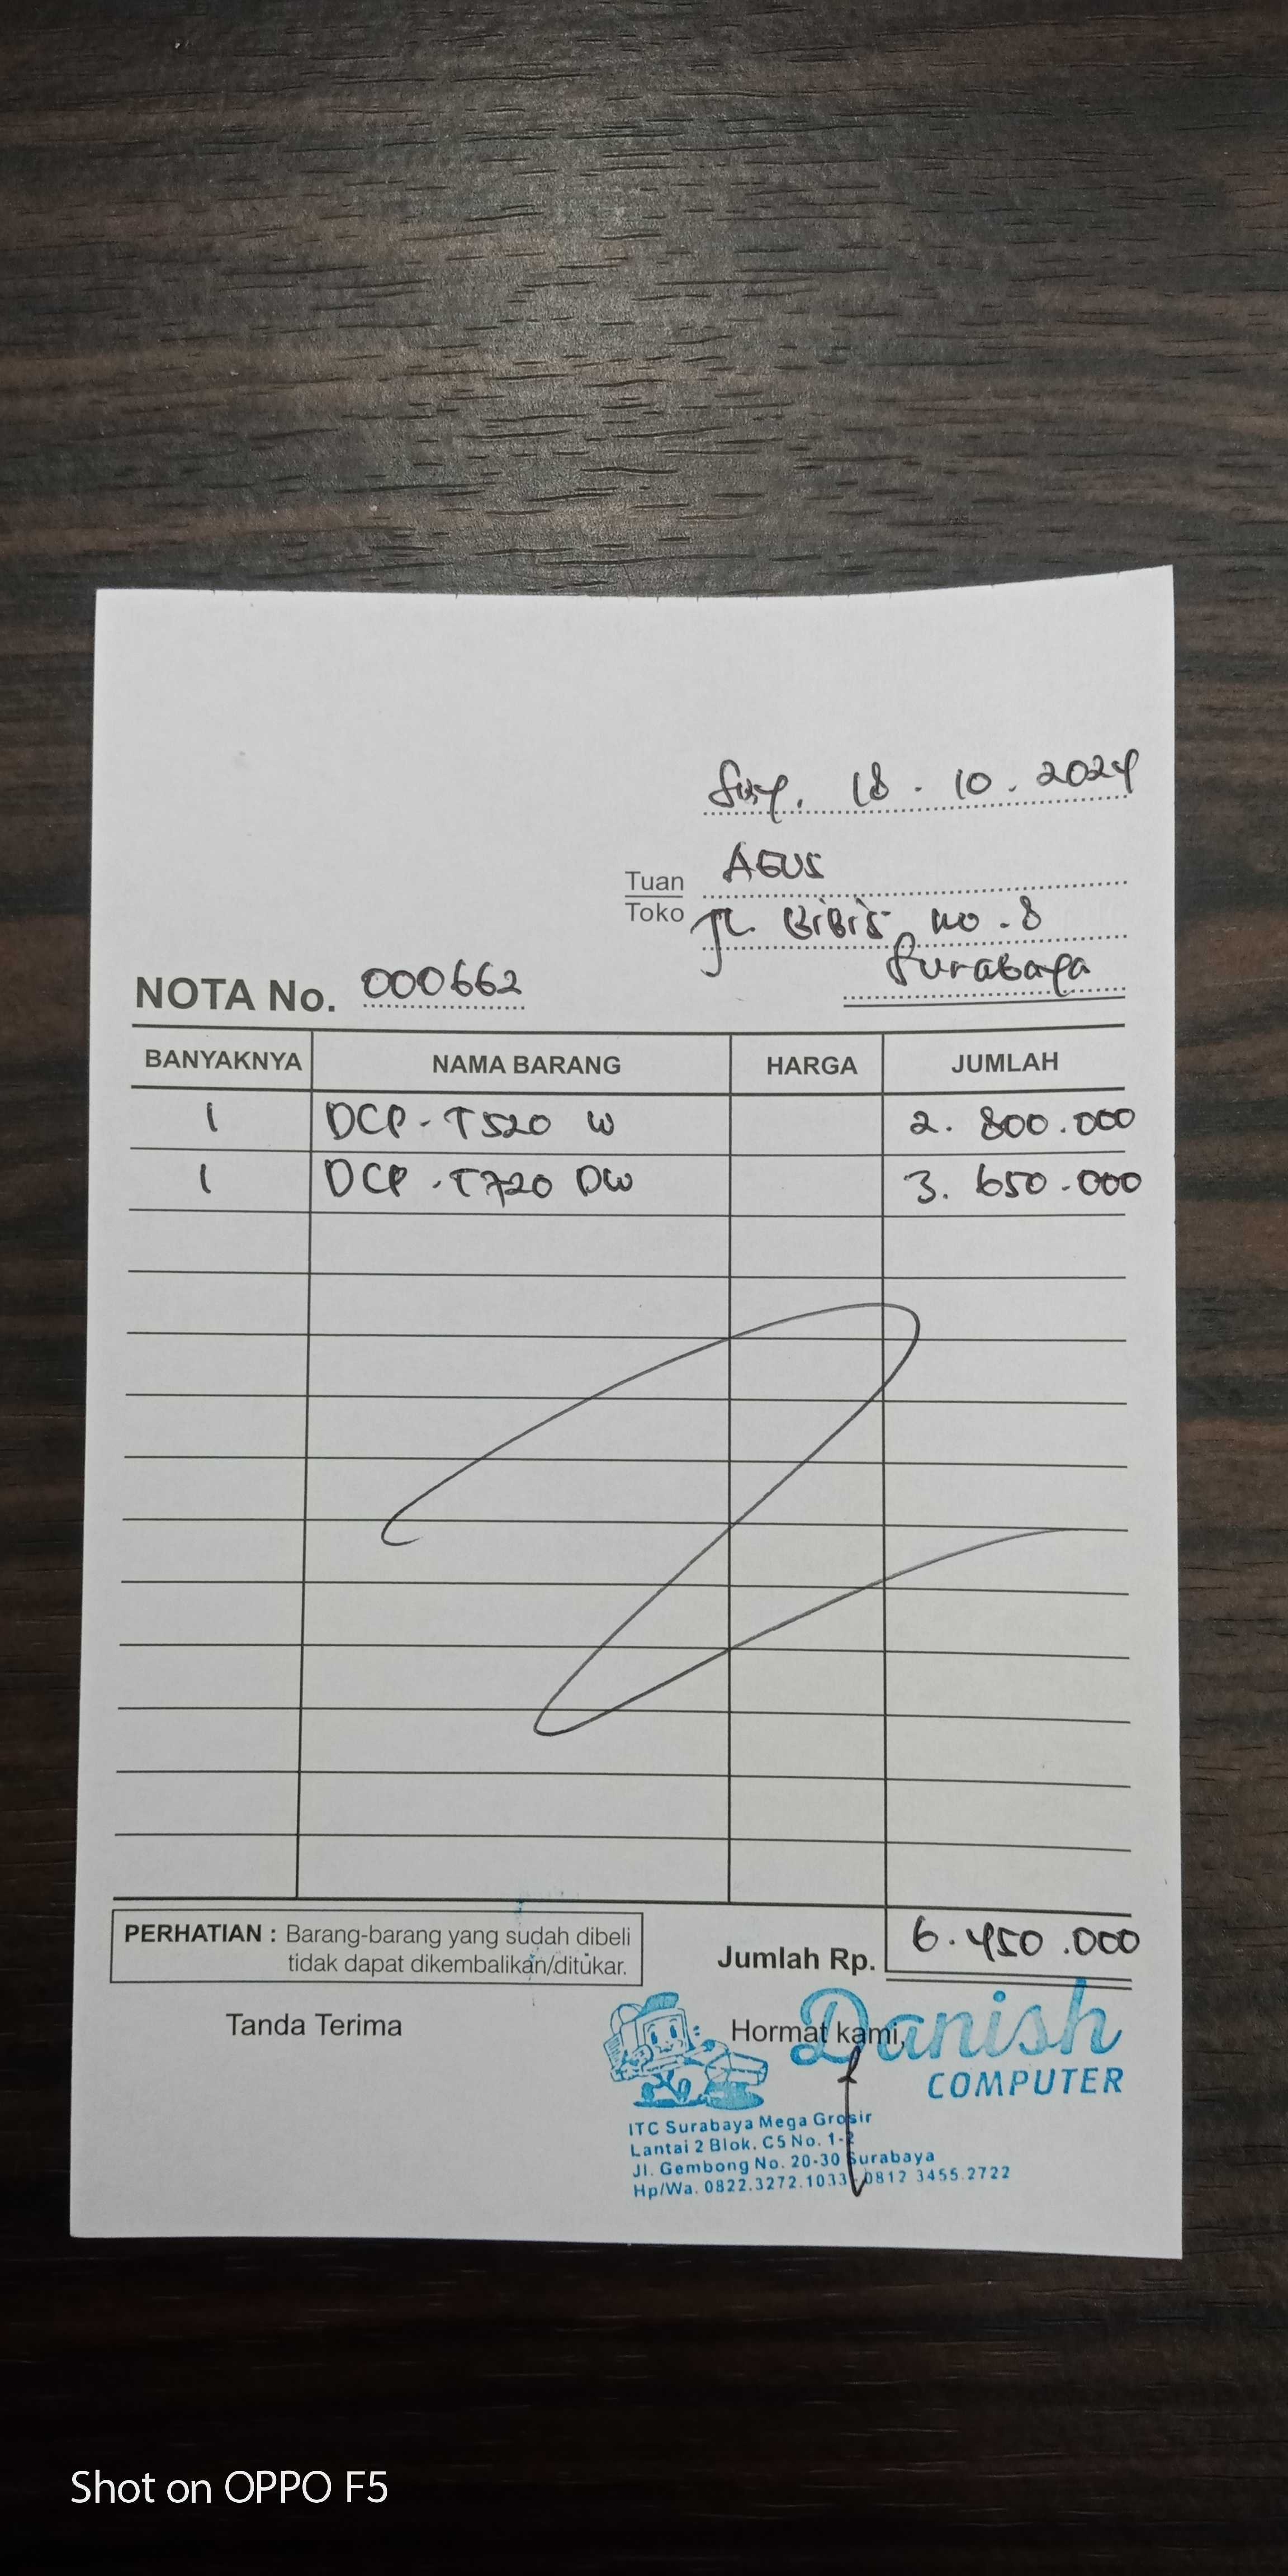 Sby, 18 . 10 . 2024
Tuan AGUS
Toko JL. BiBiS no . 8
Surabaya
NOTA No. 000662
BANYAKNYA NAMA BARANG HARGA JUMLAH
1 DCP - T520 W 2. 800.000
1 DCP - T720 DW 3. 650.000
PERHATIAN : Barang-barang yang sudah dibeli
tidak dapat dikembalikan/ditukar.
Jumlah Rp. 6.450.000
Tanda Terima
Hormat kami,
Danish
COMPUTER
ITC Surabaya Mega Grosir
Lantai 2 Blok. C5 No. 1-2
Jl. Gembong No. 20-30 Surabaya
Hp/Wa. 0822.3272.1033 - 0812 3455.2722
Shot on OPPO F5